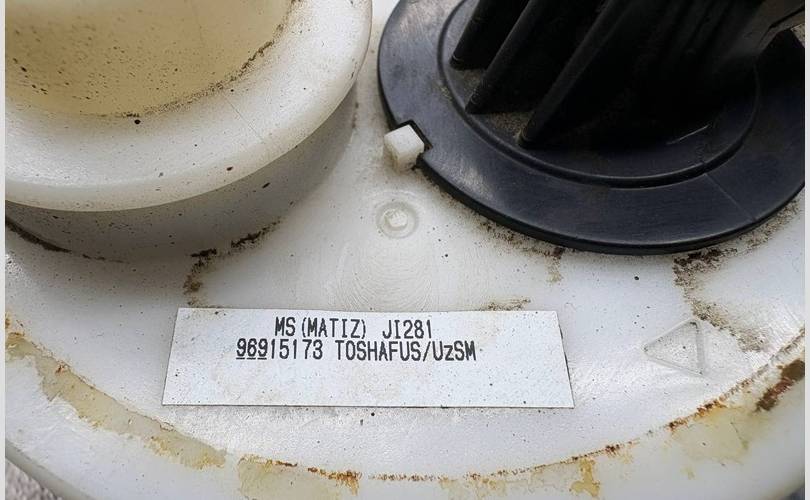 MS(MATIZ) JI281
96915173 TOSHAFUS/UzSM